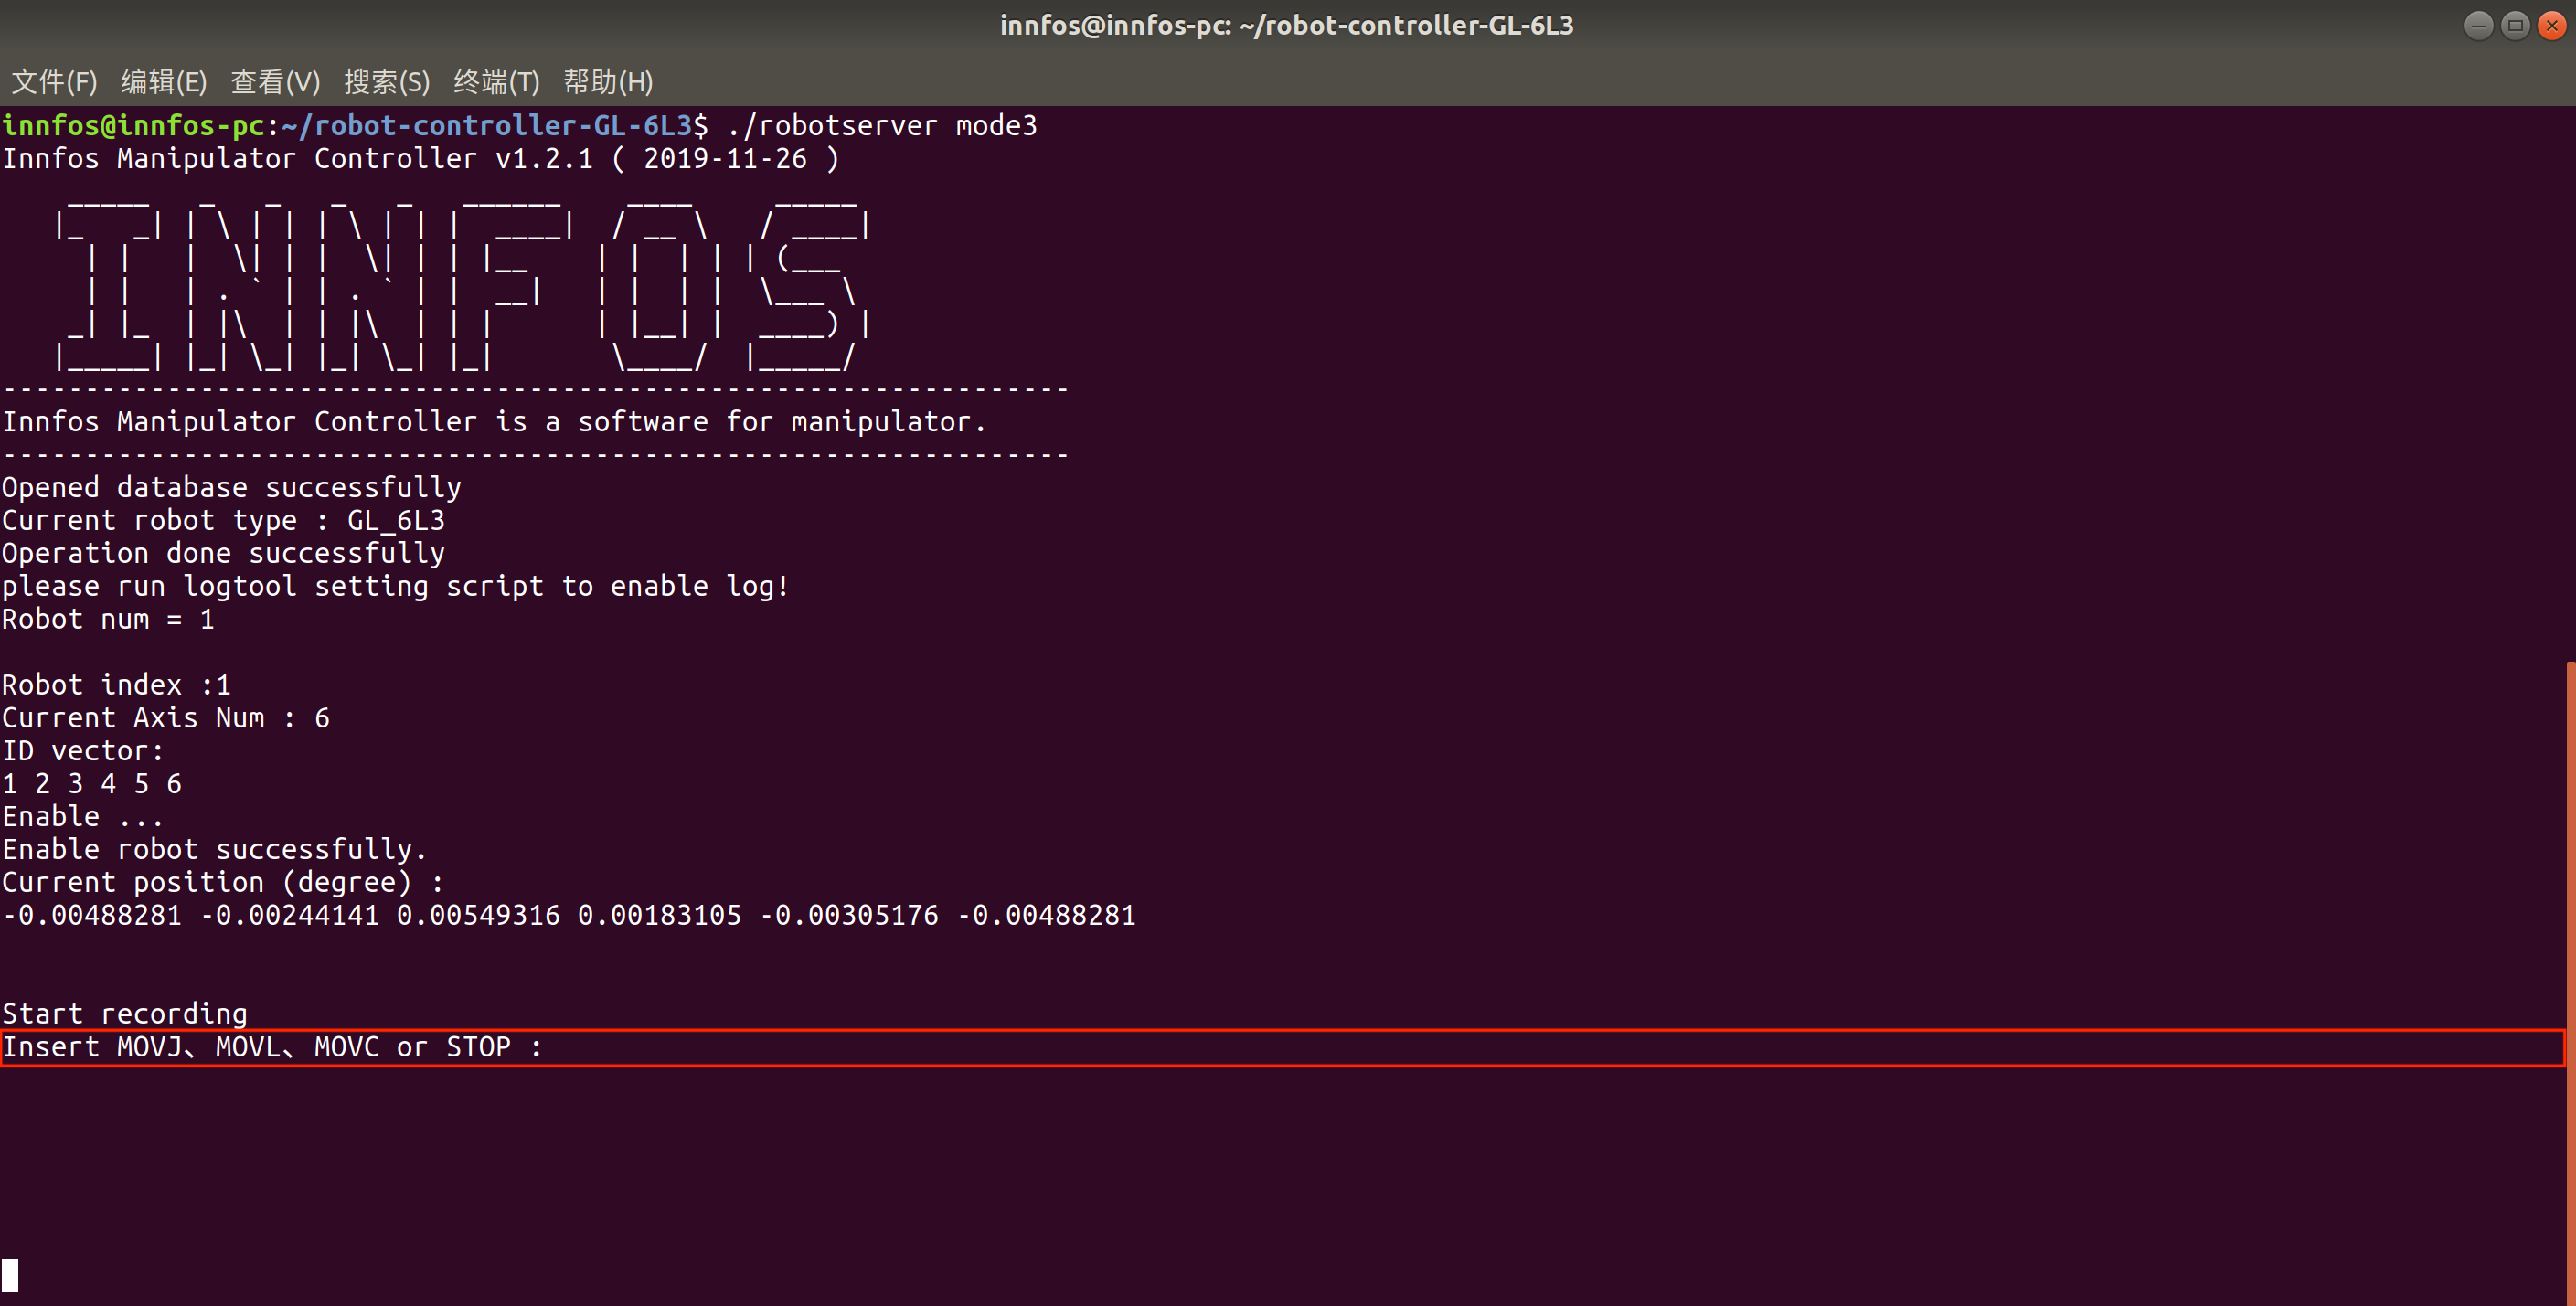 innfos@innfos-pc: ~/robot-controller-GL-6L3
文件(F) 编辑(E) 查看(V) 搜索(S) 终端(T) 帮助(H)
innfos@innfos-pc:~/robot-controller-GL-6L3$ ./robotserver mode3
Innfos Manipulator Controller v1.2.1 ( 2019-11-26 )
INNFOS
-----------------------------------------------------------------
Innfos Manipulator Controller is a software for manipulator.
-----------------------------------------------------------------
Opened database successfully
Current robot type : GL_6L3
Operation done successfully
please run logtool setting script to enable log!
Robot num = 1
Robot index :1
Current Axis Num : 6
ID vector:
1 2 3 4 5 6
Enable ...
Enable robot successfully.
Current position (degree) :
-0.00488281 -0.00244141 0.00549316 0.00183105 -0.00305176 -0.00488281
Start recording
Insert MOVJ、MOVL、MOVC or STOP :